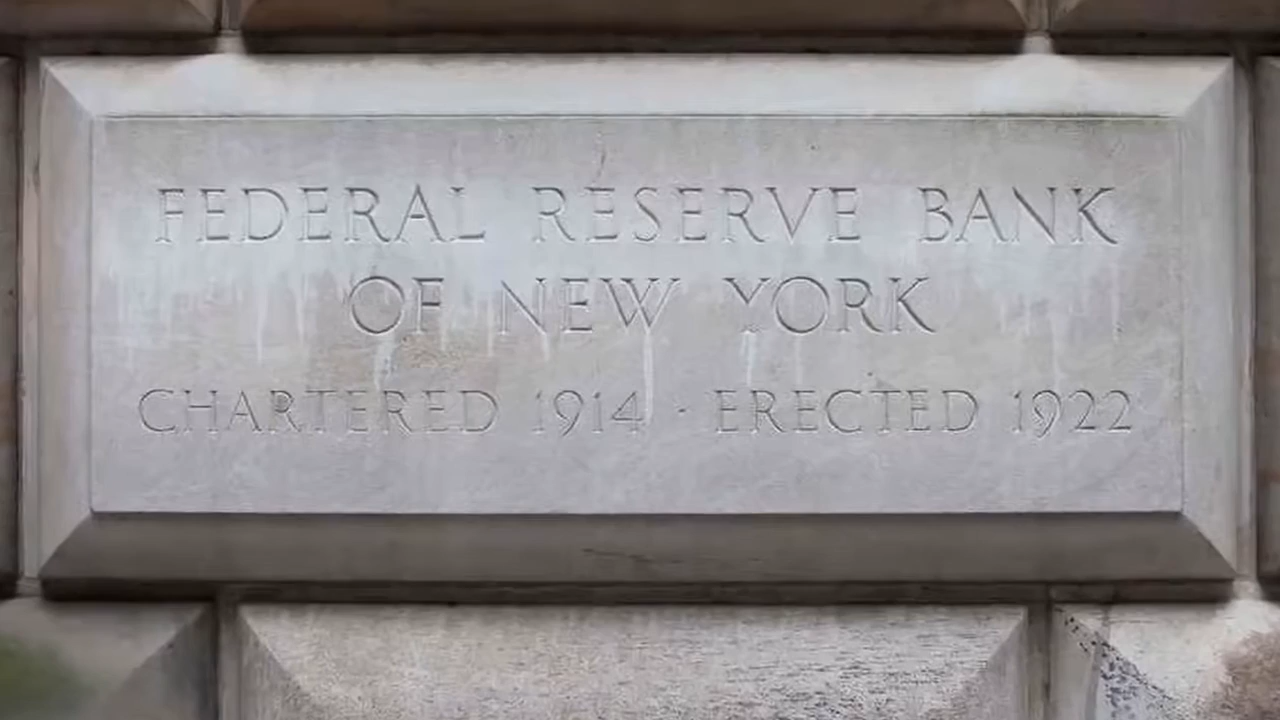 FEDERAL RESERVE BANK
OF NEW YORK
CHARTERED 1914 · ERECTED 1922